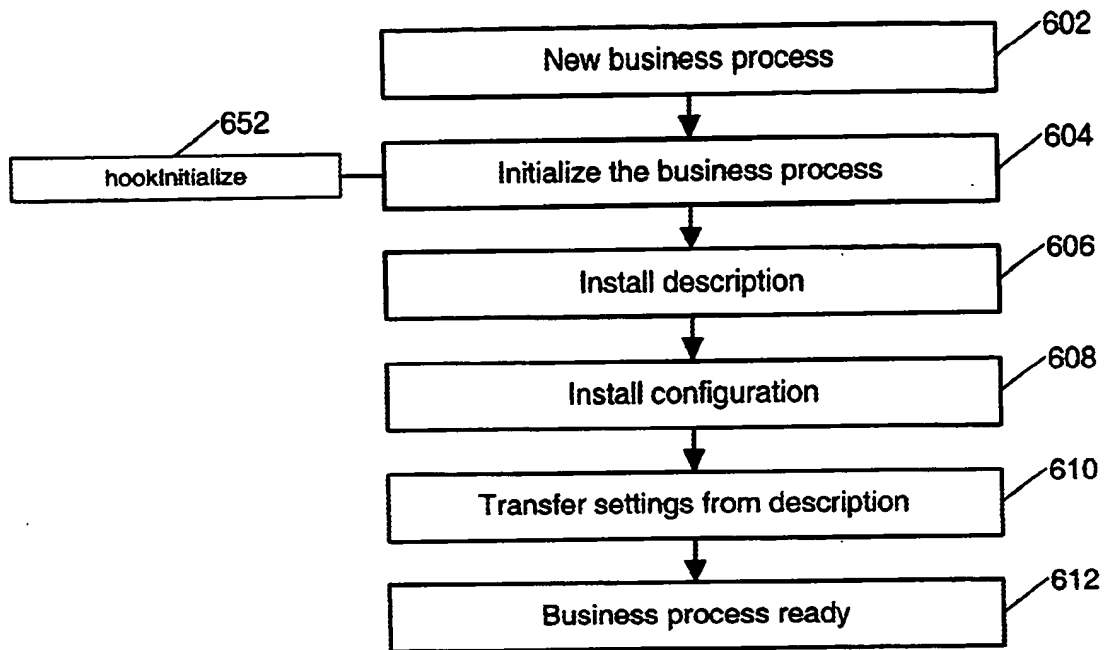 602
New business process
652
604
hookInitialize
Initialize the business process
606
Install description
608
Install configuration
610
Transfer settings from description
612
Business process ready